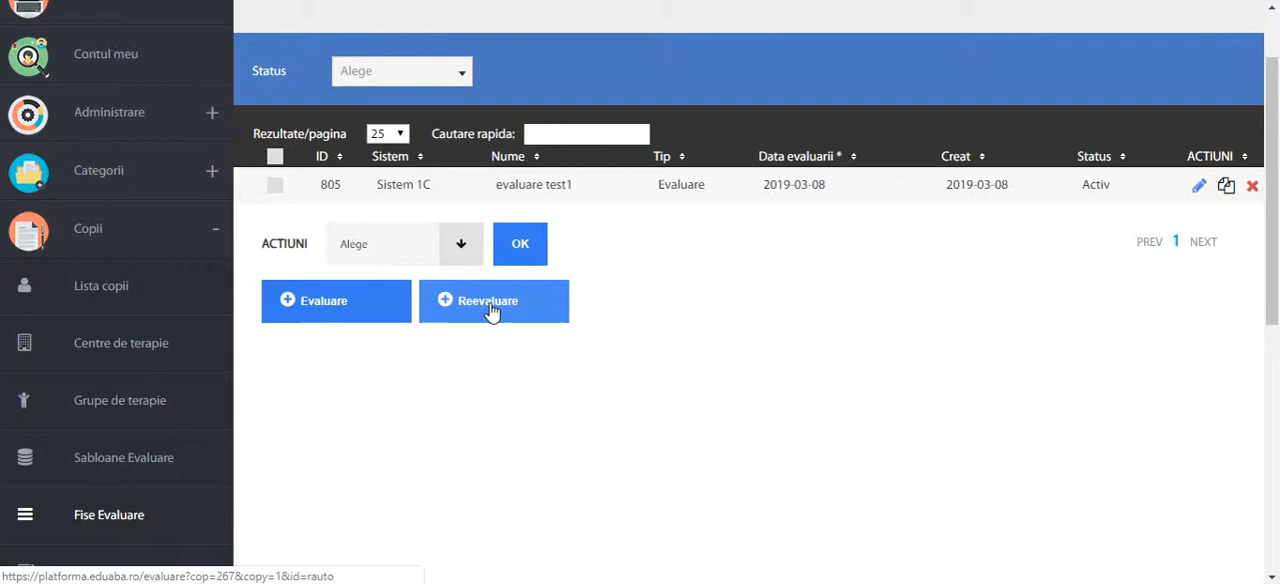 Contul meu
Administrare
Categorii
Copii
Lista copii
Centre de terapie
Grupe de terapie
Sabloane Evaluare
Fise Evaluare
Status Alege
Rezultate/pagina 25 Cautare rapida:
ID Sistem Nume Tip Data evaluarii * Creat Status ACTIUNI
805 Sistem 1C evaluare test1 Evaluare 2019-03-08 2019-03-08 Activ
ACTIUNI Alege OK PREV 1 NEXT
Evaluare Reevaluare
https://platforma.eduaba.ro/evaluare?cop=267&copy=1&id=rauto